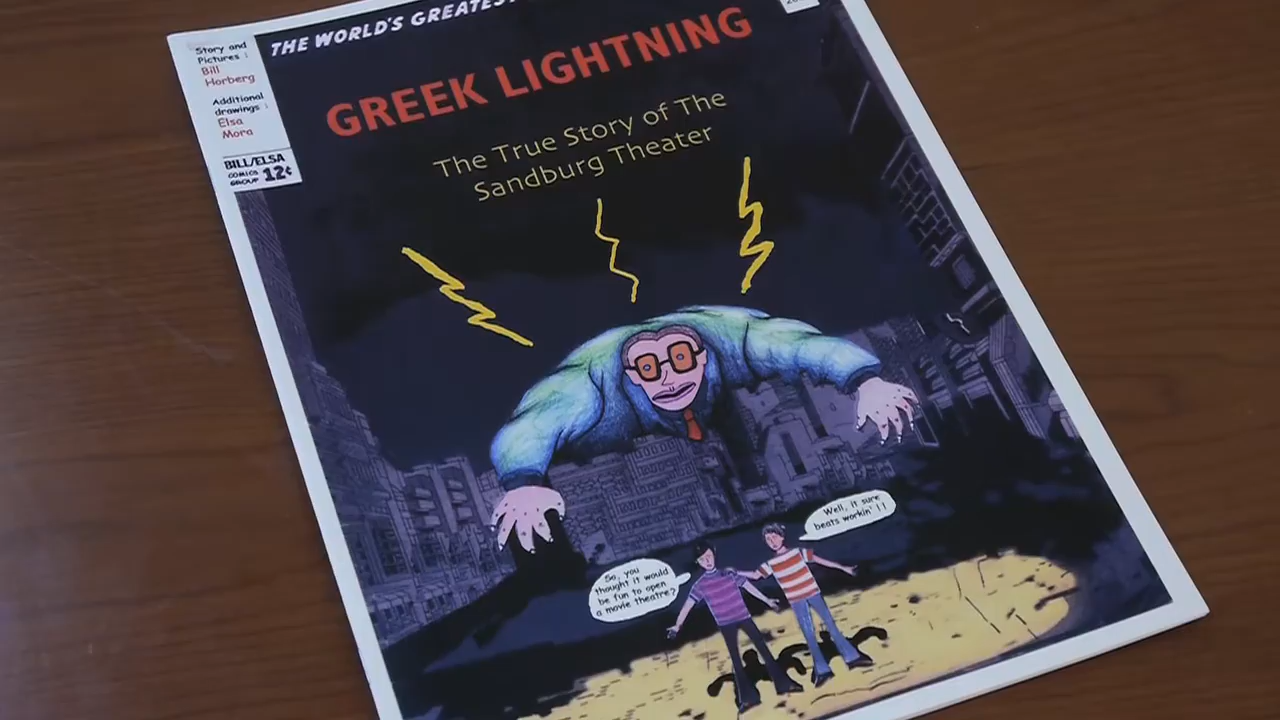 THE WORLD'S GREATEST
Story and
Pictures :
Bill
Horberg
Additional
drawings :
Elsa
Mora
BILL/ELSA
COMICS
GROUP 12¢
GREEK LIGHTNING
The True Story of The
Sandburg Theater
Well, it sure
beats workin' ! !
So, you
thought it would
be fun to open
a movie theatre?